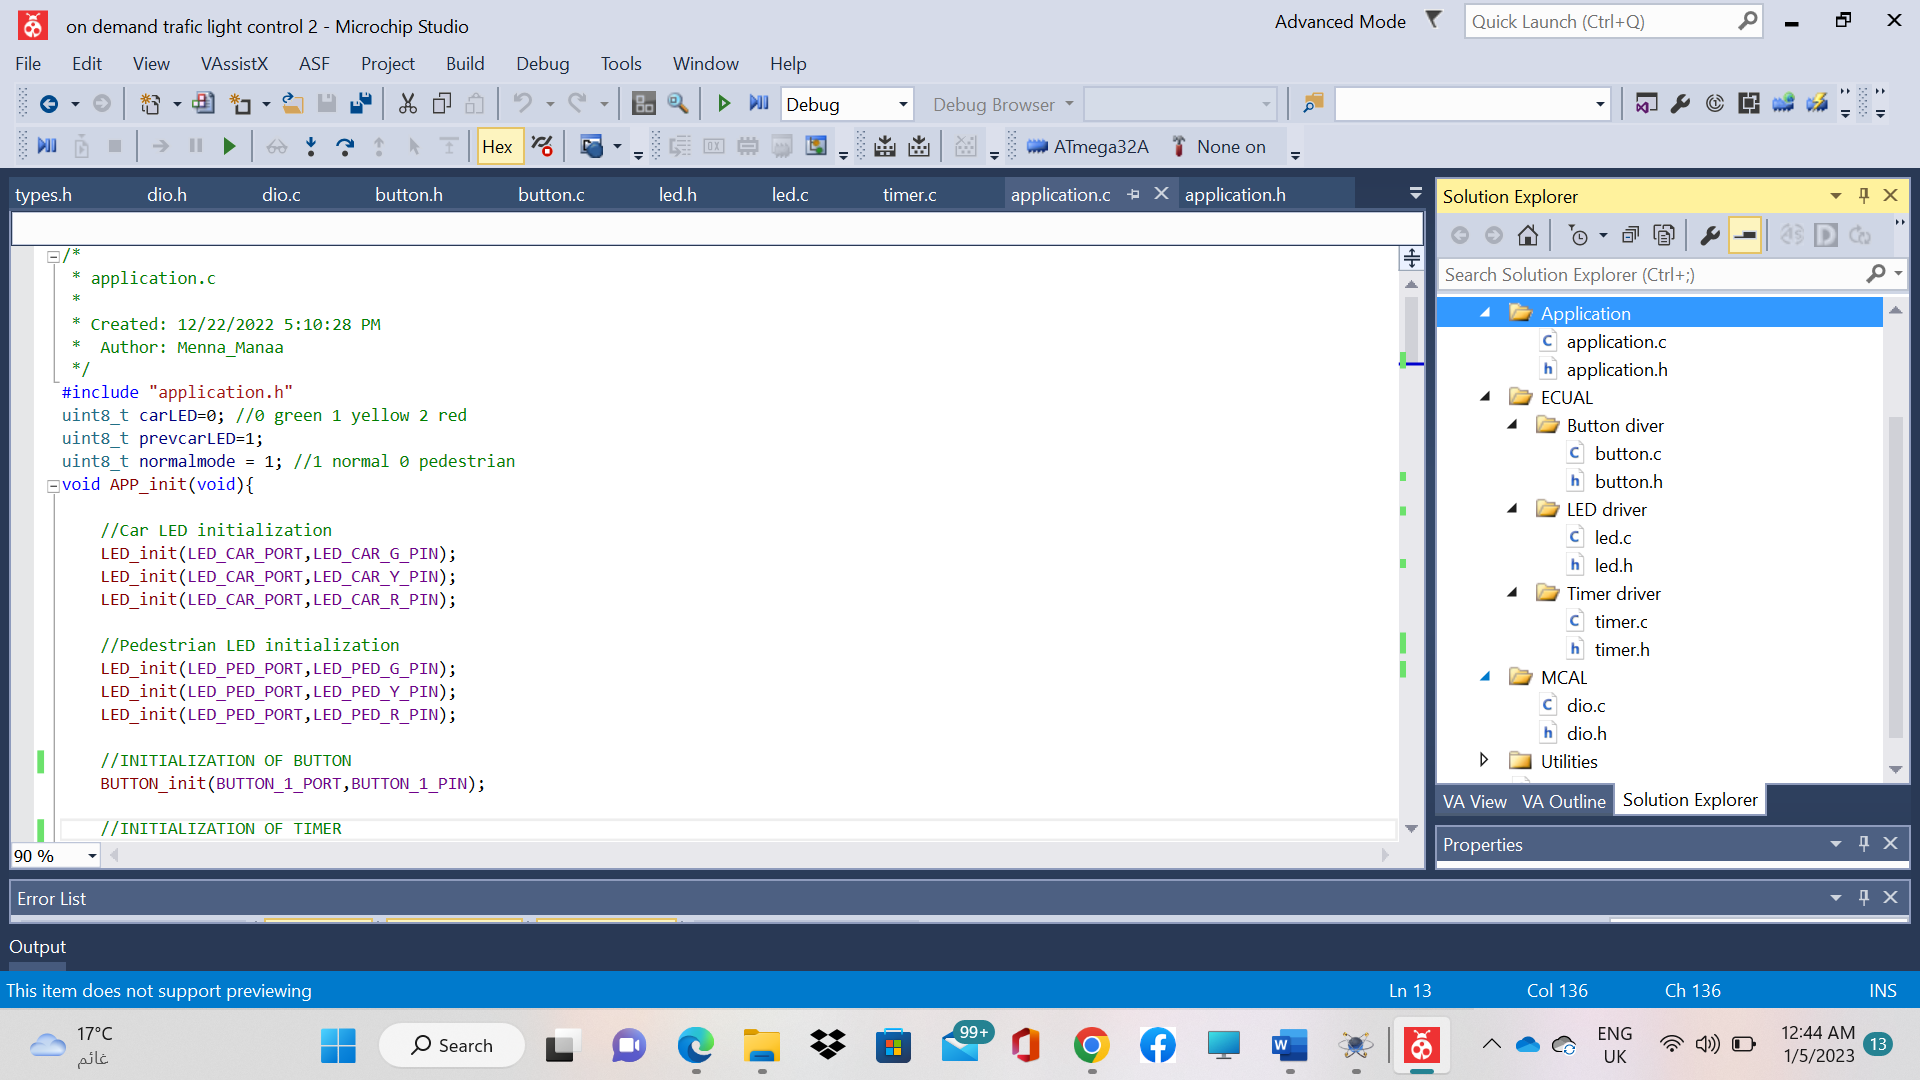 on demand trafic light control 2 - Microchip Studio
Advanced Mode
Quick Launch (Ctrl+Q)
File Edit View VAssistX ASF Project Build Debug Tools Window Help
Debug
Debug Browser
Hex
ATmega32A
None on
types.h dio.h dio.c button.h button.c led.h led.c timer.c application.c application.h
/*
* application.c
*
* Created: 12/22/2022 5:10:28 PM
*  Author: Menna_Manaa
*/
#include "application.h"
uint8_t carLED=0; //0 green 1 yellow 2 red
uint8_t prevcarLED=1;
uint8_t normalmode = 1; //1 normal 0 pedestrian
void APP_init(void){
//Car LED initialization
LED_init(LED_CAR_PORT,LED_CAR_G_PIN);
LED_init(LED_CAR_PORT,LED_CAR_Y_PIN);
LED_init(LED_CAR_PORT,LED_CAR_R_PIN);
//Pedestrian LED initialization
LED_init(LED_PED_PORT,LED_PED_G_PIN);
LED_init(LED_PED_PORT,LED_PED_Y_PIN);
LED_init(LED_PED_PORT,LED_PED_R_PIN);
//INITIALIZATION OF BUTTON
BUTTON_init(BUTTON_1_PORT,BUTTON_1_PIN);
//INITIALIZATION OF TIMER
90 %
Solution Explorer
Search Solution Explorer (Ctrl+;)
Application
application.c
application.h
ECUAL
Button diver
button.c
button.h
LED driver
led.c
led.h
Timer driver
timer.c
timer.h
MCAL
dio.c
dio.h
Utilities
VA View VA Outline Solution Explorer
Properties
Error List
Output
This item does not support previewing
Ln 13 Col 136 Ch 136 INS
17°C
غائم
Search
99+
ENG
UK
12:44 AM
1/5/2023
13